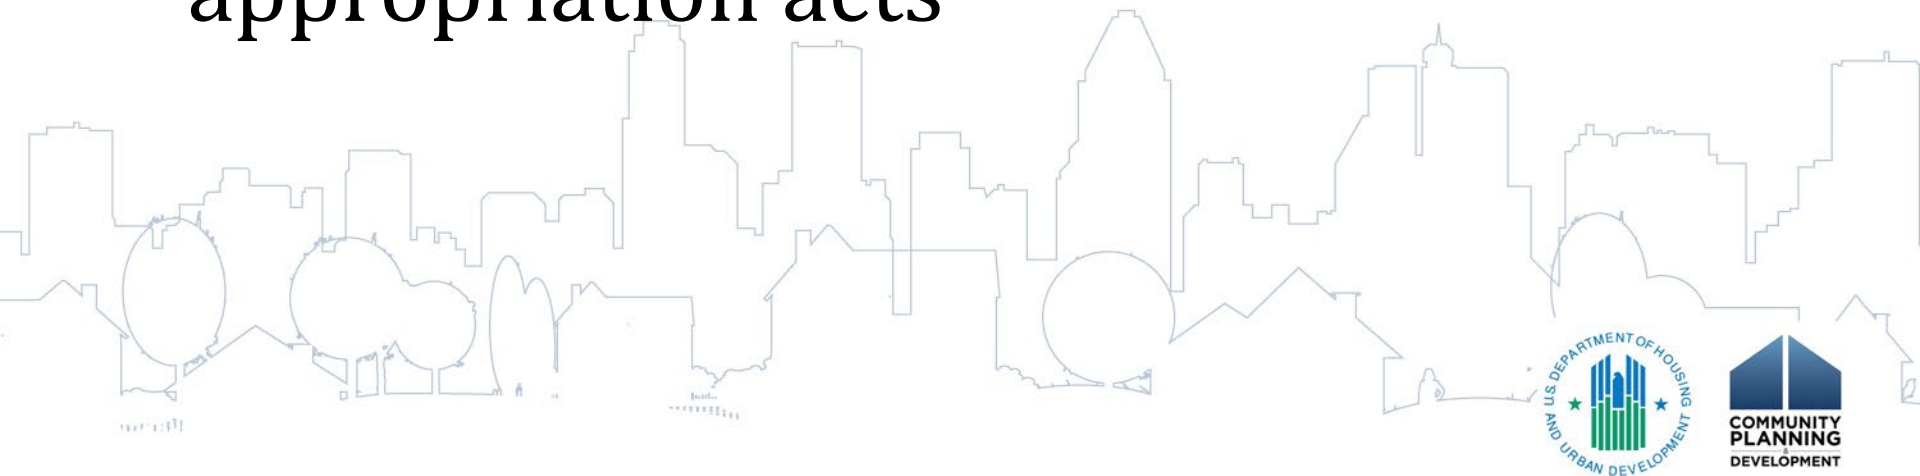 appropriation acts
U.S. DEPARTMENT OF HOUSING
AND URBAN DEVELOPMENT
COMMUNITY
PLANNING
&
DEVELOPMENT